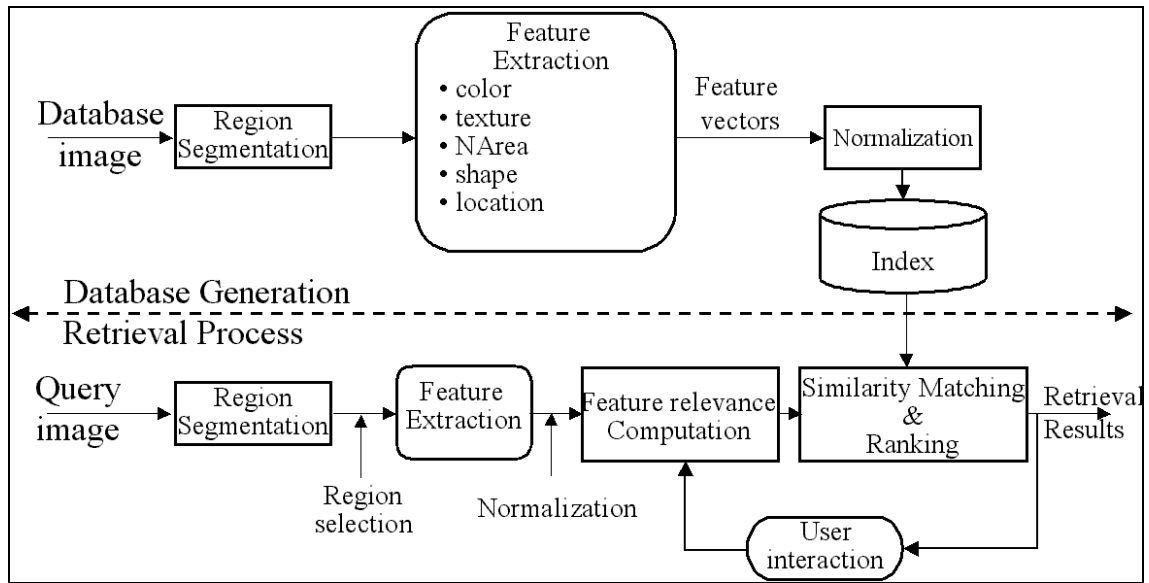 Feature
Extraction
• color
• texture
• NArea
• shape
• location
Database
image
Region
Segmentation
Feature
vectors
Normalization
Index
Database Generation
Retrieval Process
Query
image
Region
Segmentation
Region
selection
Feature
Extraction
Normalization
Feature relevance
Computation
Similarity Matching
&
Ranking
Retrieval
Results
User
interaction